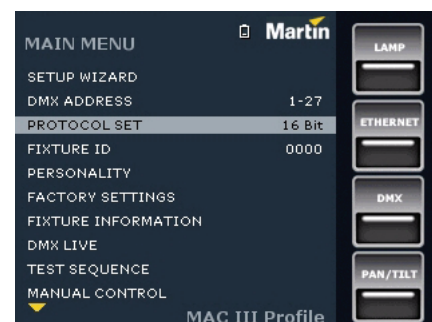 MAIN MENU
Martin
SETUP WIZARD
DMX ADDRESS 1-27
PROTOCOL SET 16 Bit
FIXTURE ID 0000
PERSONALITY
FACTORY SETTINGS
FIXTURE INFORMATION
DMX LIVE
TEST SEQUENCE
MANUAL CONTROL
MAC III Profile
LAMP
ETHERNET
DMX
PAN/TILT